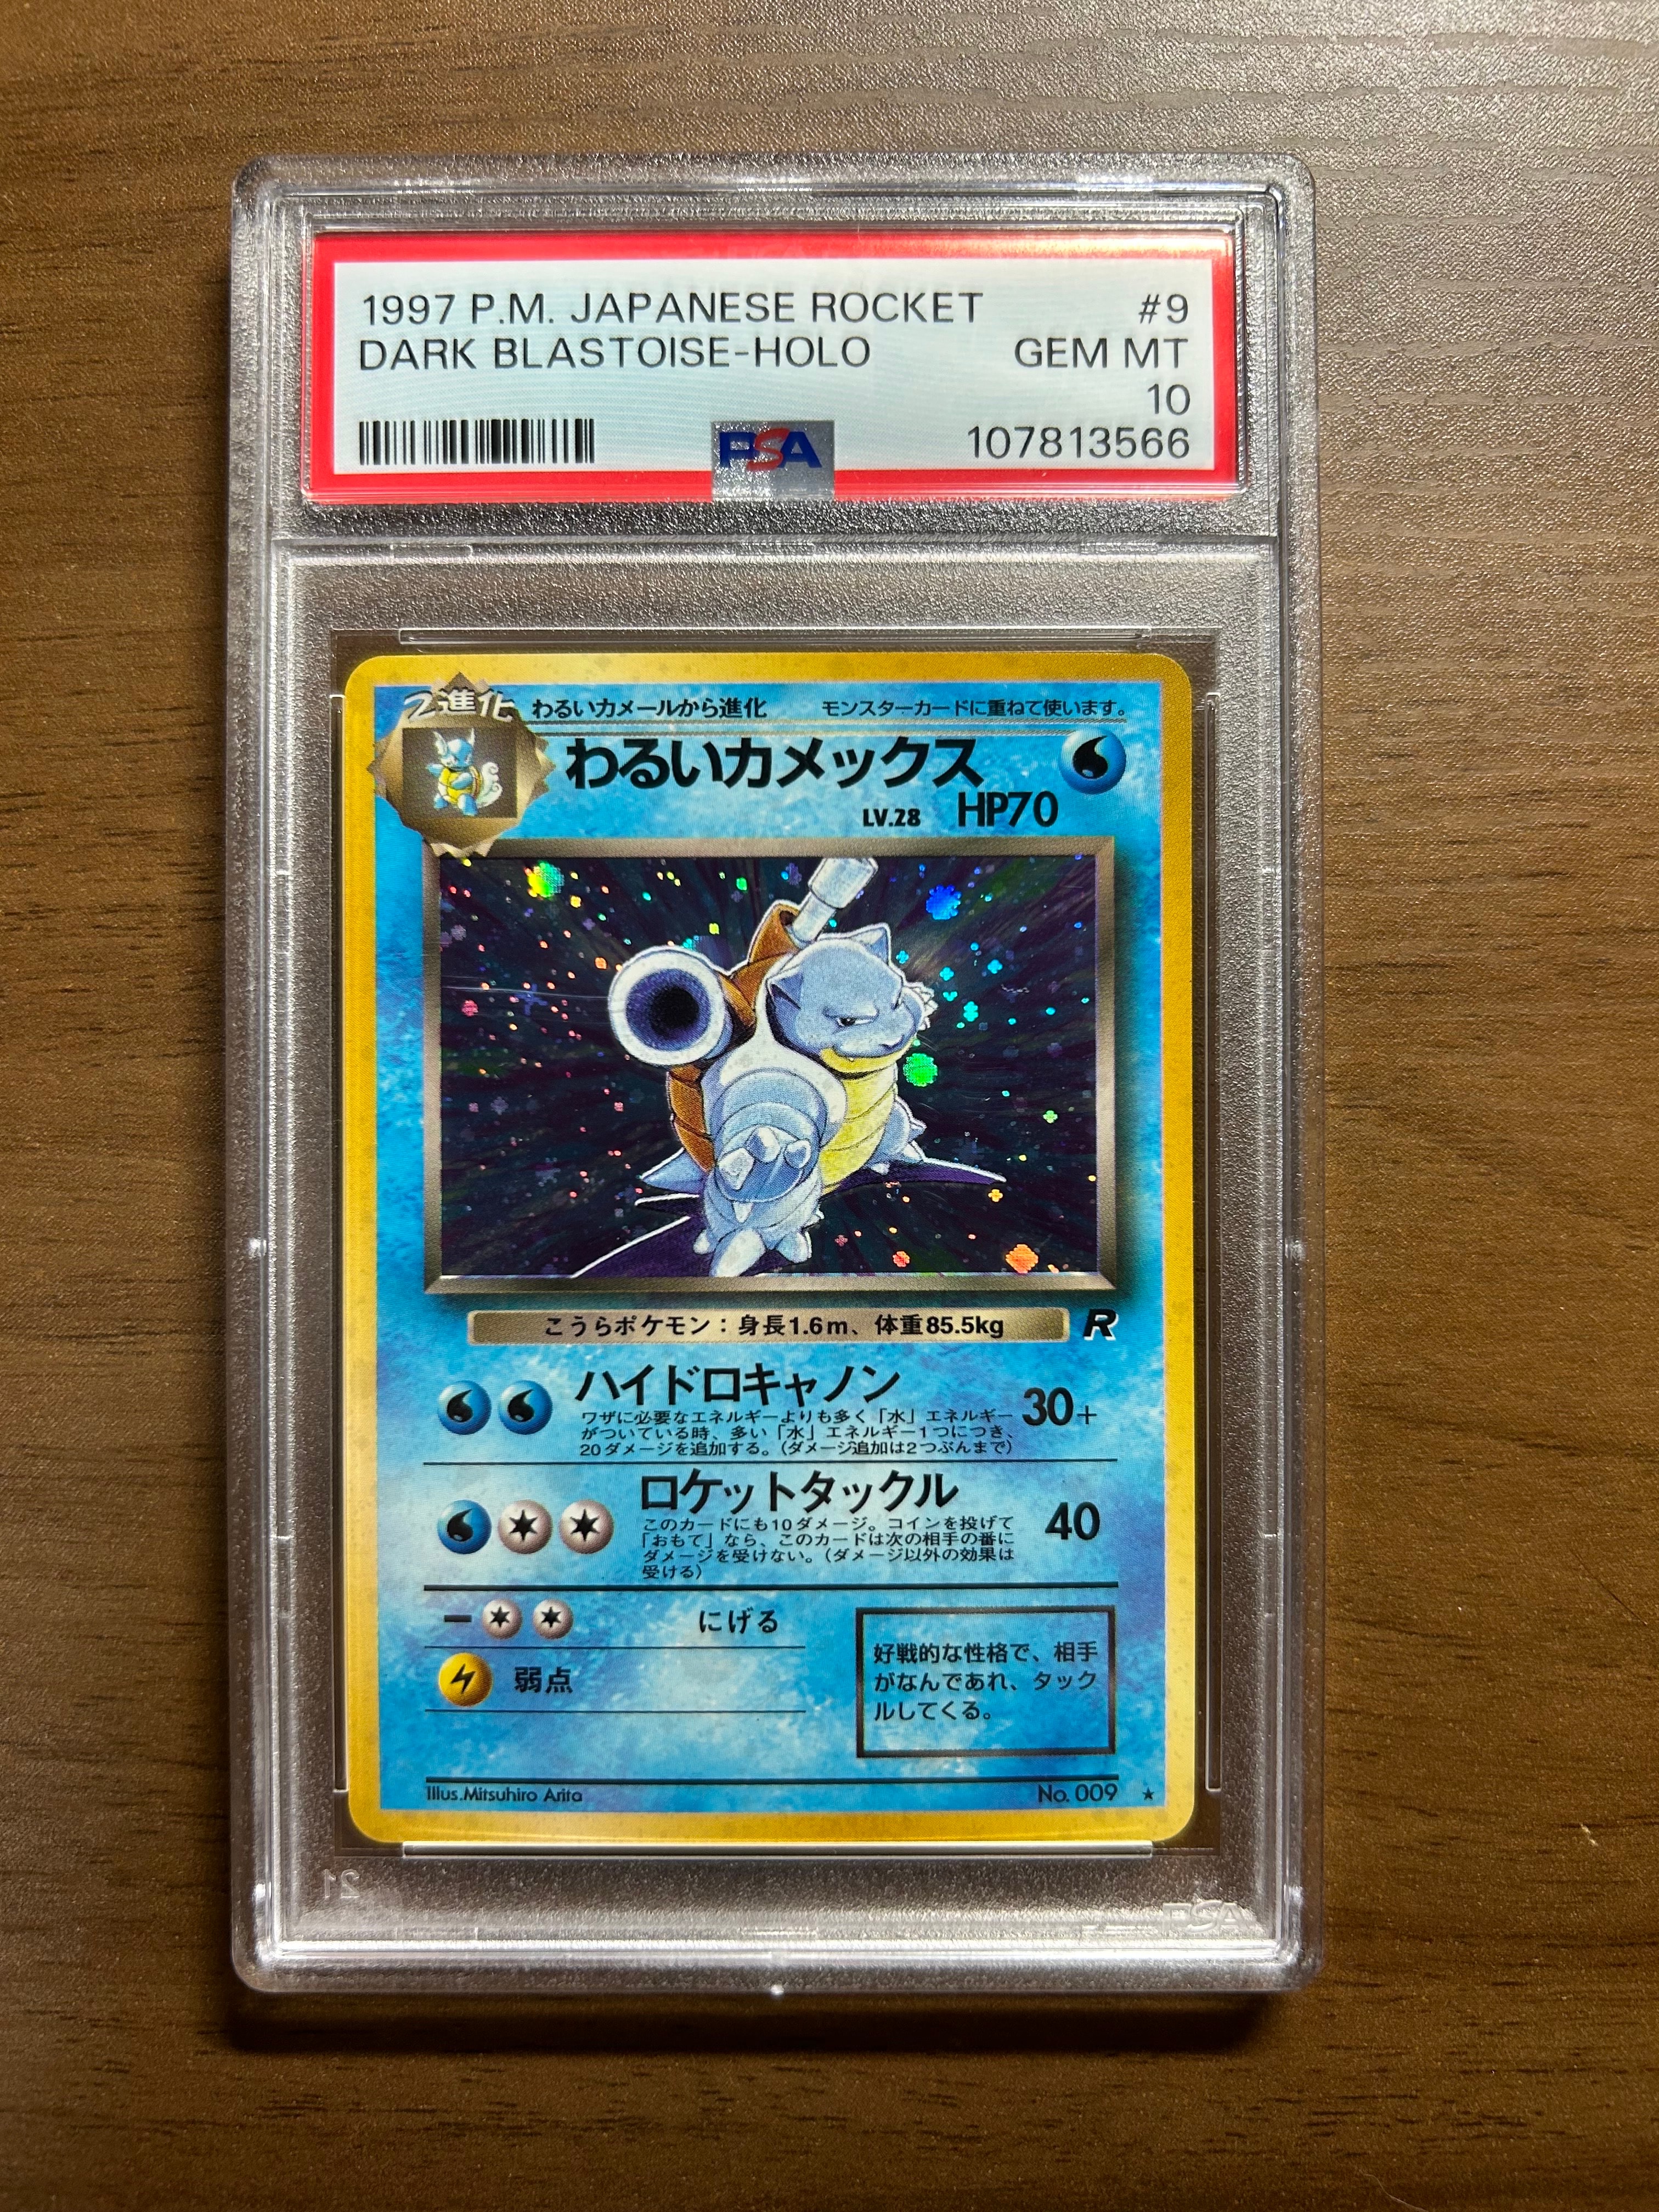 1997 P.M. JAPANESE ROCKET #9
DARK BLASTOISE-HOLO GEM MT
10
PSA 107813566
2進化 わるいカメールから進化 モンスターカードに重ねて使います。
わるいカメックス
LV.28 HP70
こうらポケモン:身長1.6m、体重85.5kg R
ハイドロキャノン 30+
ワザに必要なエネルギーよりも多く「水」エネルギー
がついている時、多い「水」エネルギー1つにつき、
20ダメージを追加する。(ダメージ追加は2つぶんまで)
ロケットタックル 40
このカードにも10ダメージ。コインを投げて
「おもて」なら、このカードは次の相手の番に
ダメージを受けない。(ダメージ以外の効果は
受ける)
にげる
弱点
好戦的な性格で、相手
がなんであれ、タック
ルしてくる。
Illus.Mitsuhiro Arita No.009 ★
21 PSA